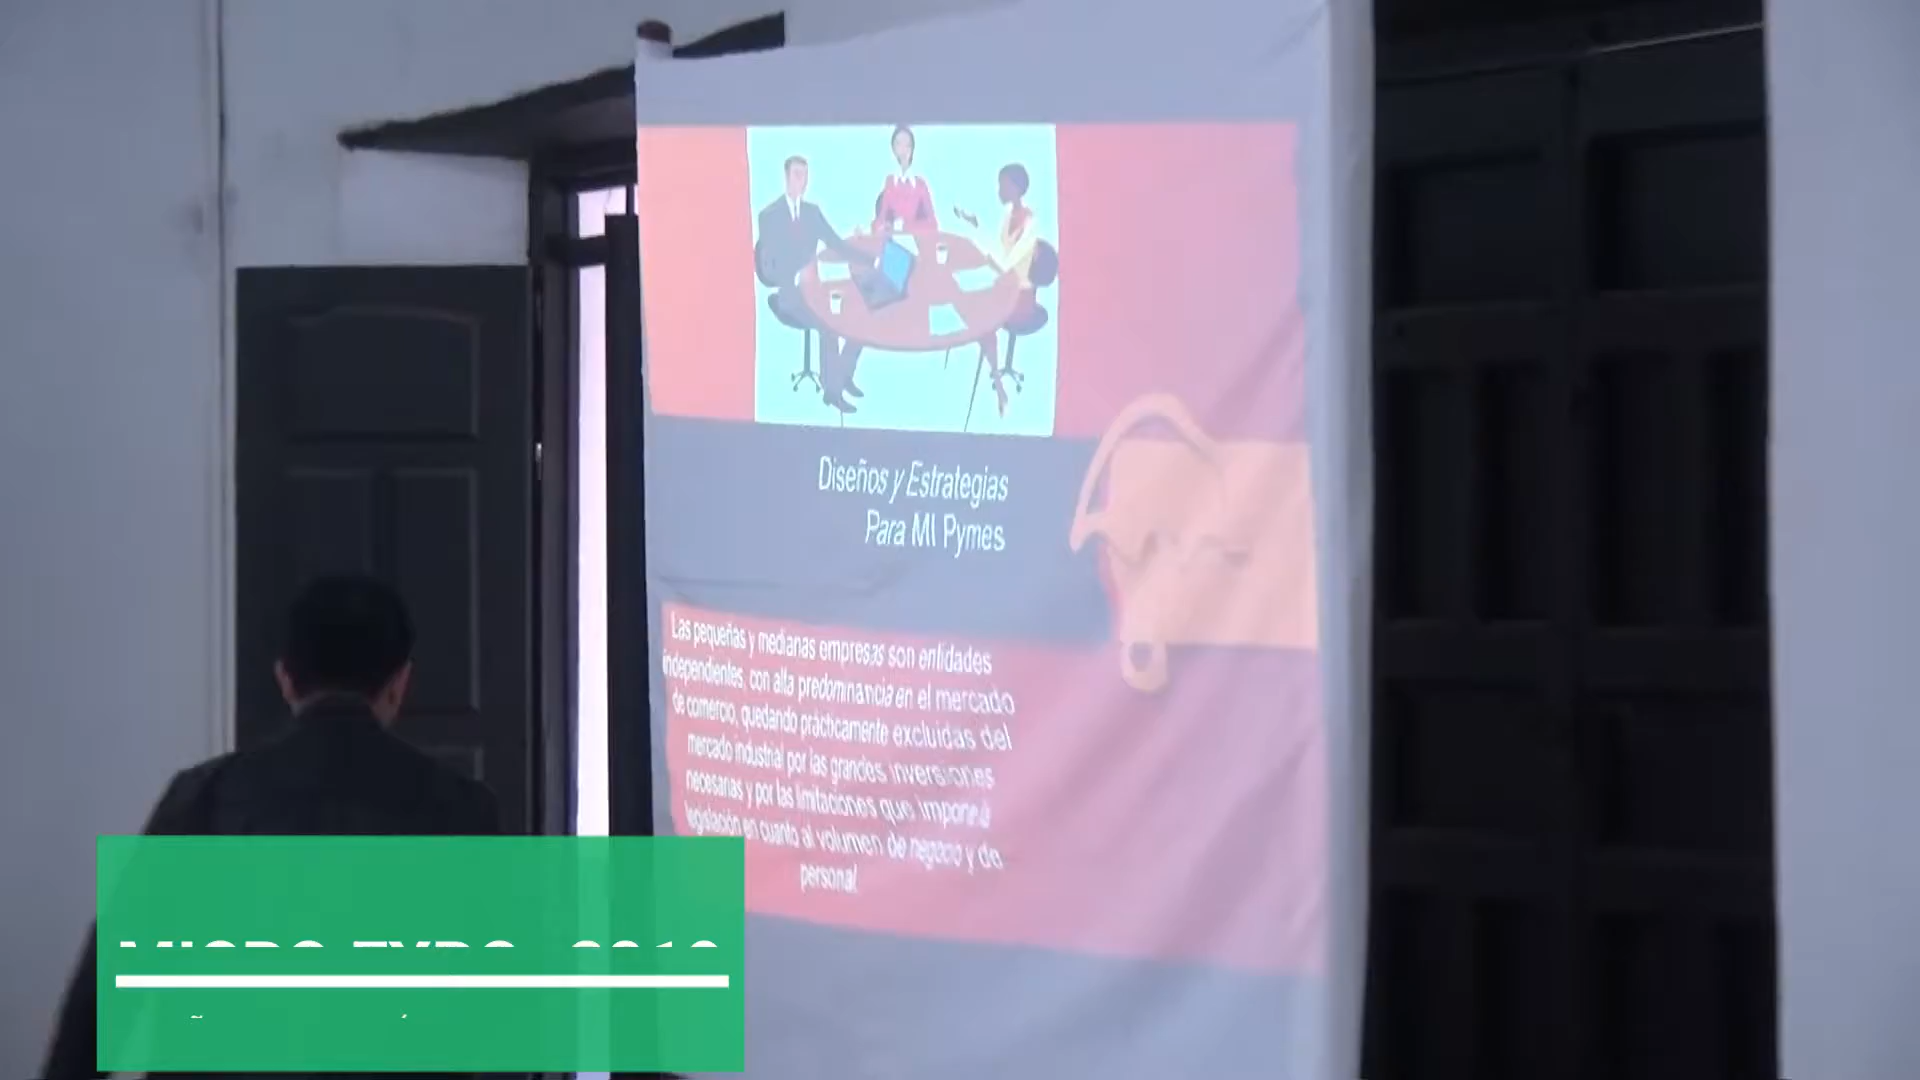 Diseños y Estrategias
Para MI Pymes
Las pequeñas y medianas empresas son entidades
independientes, con alta predominancia en el mercado
de comercio, quedando prácticamente excluidas del
mercado industrial por las grandes inversiones
necesarias y por las limitaciones que impone la
legislación en cuanto al volumen de negocio y de
personal